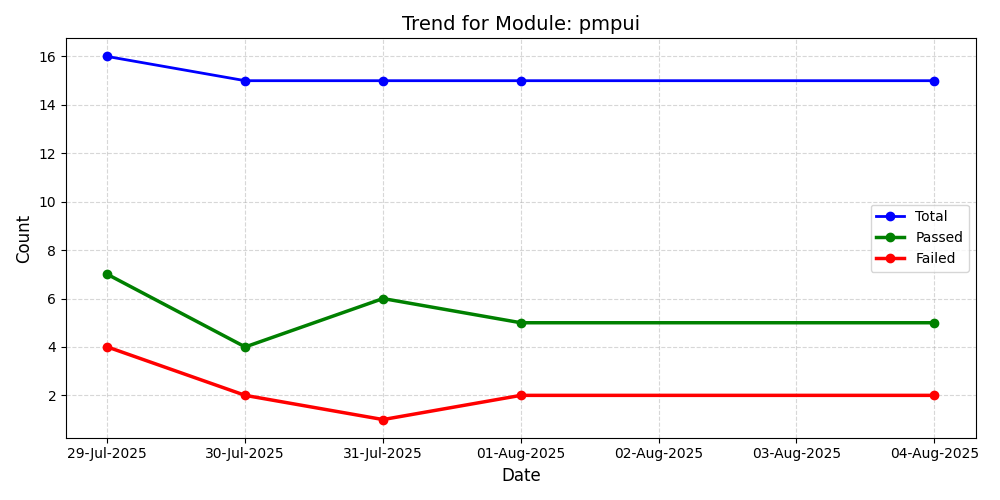 Trend for Module: pmpui
Count
16
14
12
10
8
6
4
2
Total
Passed
Failed
29-Jul-2025 30-Jul-2025 31-Jul-2025 01-Aug-2025 02-Aug-2025 03-Aug-2025 04-Aug-2025
Date